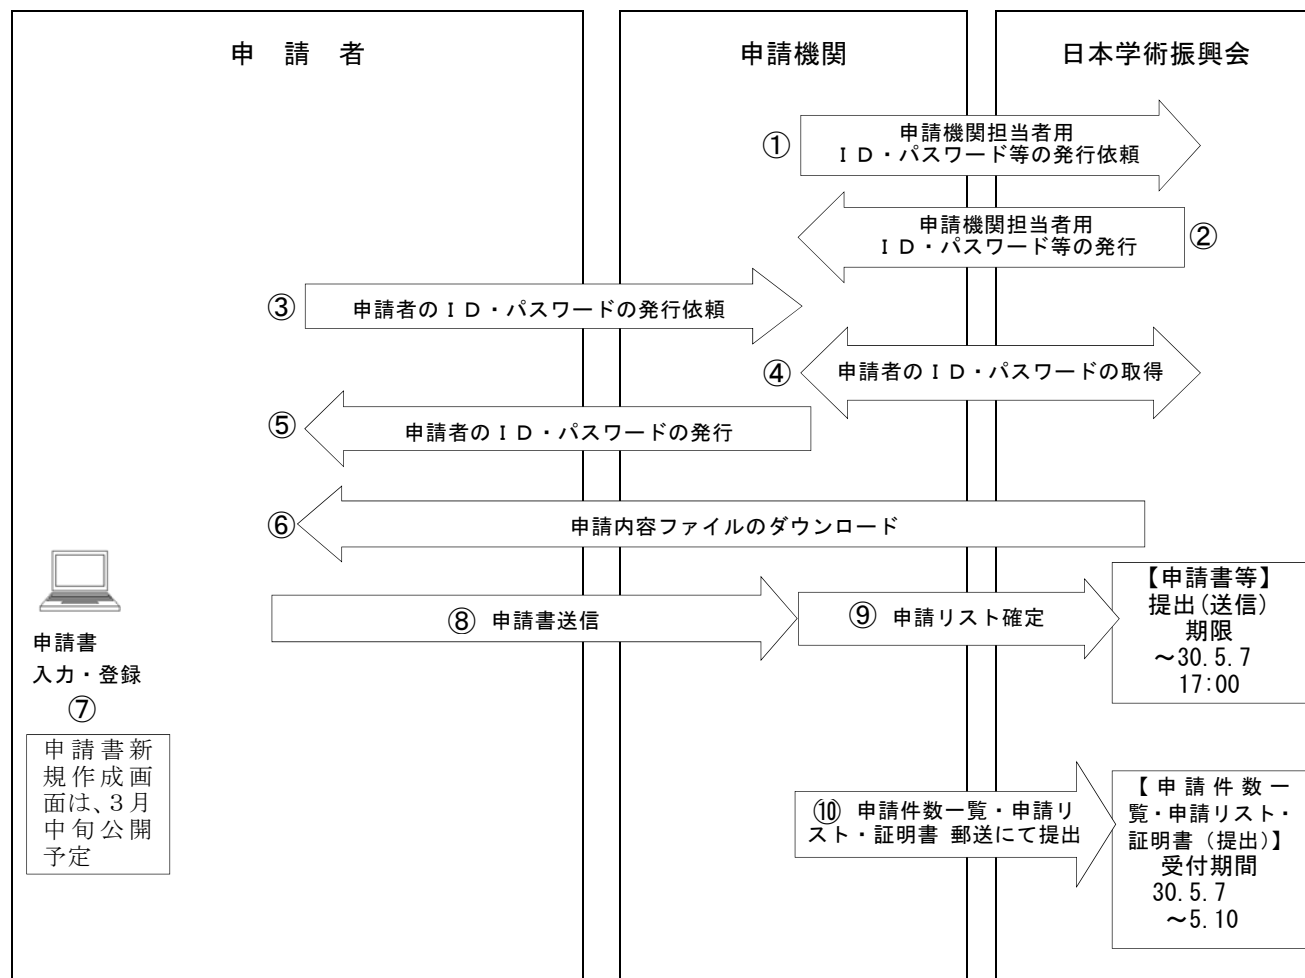 申 請 者
申請機関
日本学術振興会
①
申請機関担当者用
ＩＤ・パスワード等の発行依頼
申請機関担当者用
ＩＤ・パスワード等の発行
②
③
申請者のＩＤ・パスワードの発行依頼
④
申請者のＩＤ・パスワードの取得
⑤
申請者のＩＤ・パスワードの発行
⑥
申請内容ファイルのダウンロード
申請書
入力・登録
⑦
申請書新
規作成画
面は、３月
中旬公開
予定
⑧ 申請書送信
⑨ 申請リスト確定
【申請書等】
提出(送信)
期限
～30.5.7
17:00
⑩ 申請件数一覧・申請リ
スト・証明書 郵送にて提出
【申請件数一
覧・申請リスト・
証明書（提出）】
受付期間
30.5.7
～5.10